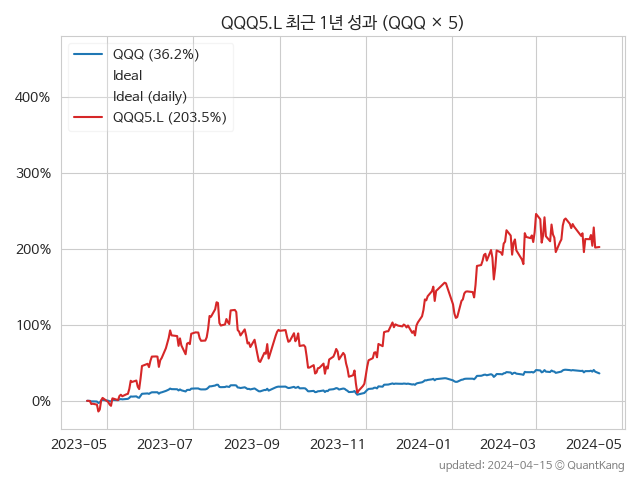 QQQ5.L 최근 1년 성과 (QQQ × 5)
QQQ (36.2%)
Ideal
Ideal (daily)
QQQ5.L (203.5%)
400%
300%
200%
100%
0%
2023-05 2023-07 2023-09 2023-11 2024-01 2024-03 2024-05
updated: 2024-04-15 © QuantKang